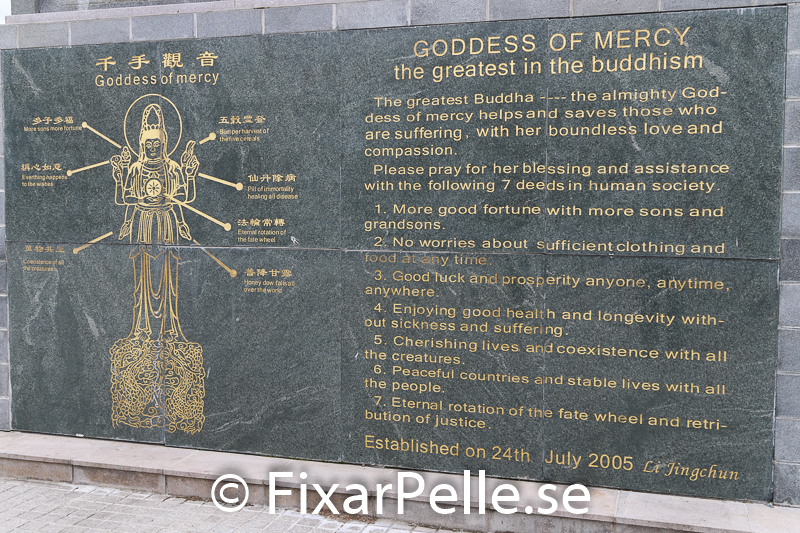 千手觀音
Goddess of mercy
多子多福
More sons more fortune
五穀豐登
Bumper harvest of
the five cereals
稱心如意
Everthing happens
to the wishes
仙丹除病
Pill of immortality
healing all disease
法輪常轉
Eternal rotation of
the fate wheel
萬物共生
Coexistence of all
the creatures
普降甘露
Honey dow falls all
over the world
GODDESS OF MERCY
the greatest in the buddhism
The greatest Buddha ---- the almighty God-
dess of mercy helps and saves those who
are suffering, with her boundless love and
compassion.
Please pray for her blessing and assistance
with the following 7 deeds in human society.
1. More good fortune with more sons and
grandsons.
2. No worries about sufficient clothing and
food at any time.
3. Good luck and prosperity anyone, anytime,
anywhere.
4. Enjoying good health and longevity with-
out sickness and suffering.
5. Cherishing lives and coexistence with all
the creatures.
6. Peaceful countries and stable lives with all
the people.
7. Eternal rotation of the fate wheel and retri-
bution of justice.
Established on 24th July 2005 Li Jingchun
© FixarPelle.se